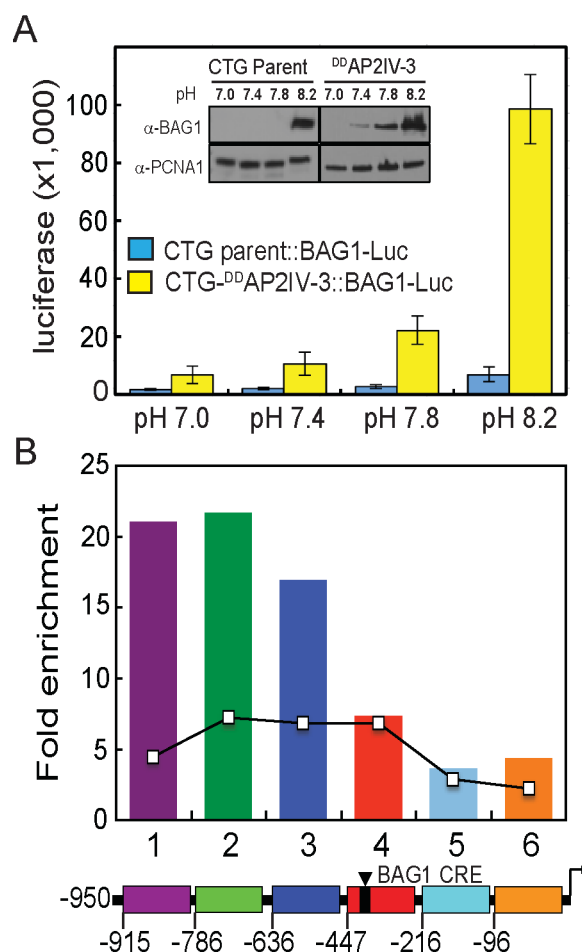 A
CTG Parent DDAP2IV-3
pH 7.0 7.4 7.8 8.2 7.0 7.4 7.8 8.2
α-BAG1
α-PCNA1
luciferase (x1,000)
100
80
60
40
20
0
CTG parent::BAG1-Luc
CTG-DDAP2IV-3::BAG1-Luc
pH 7.0 pH 7.4 pH 7.8 pH 8.2
B
Fold enrichment
25
20
15
10
5
0
1 2 3 4 5 6
BAG1 CRE
-950
-915 -786 -636 -447 -216 -96